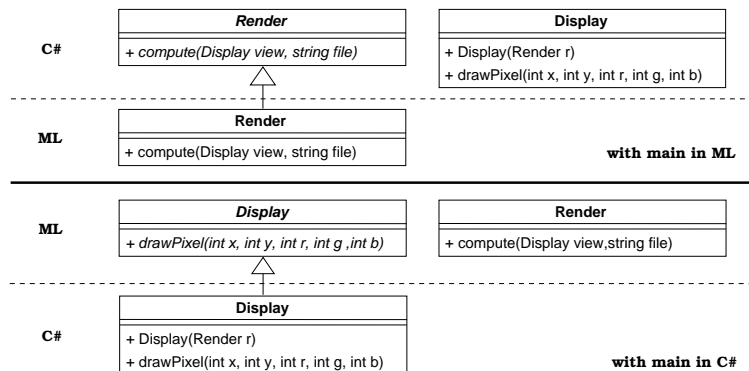 Render
Display
C#
+ compute(Display view, string file)
+ Display(Render r)
+ drawPixel(int x, int y, int r, int g, int b)
ML
Render
+ compute(Display view, string file)
with main in ML
ML
Display
Render
+ drawPixel(int x, int y, int r, int g ,int b)
+ compute(Display view,string file)
C#
Display
+ Display(Render r)
+ drawPixel(int x, int y, int r, int g, int b)
with main in C#